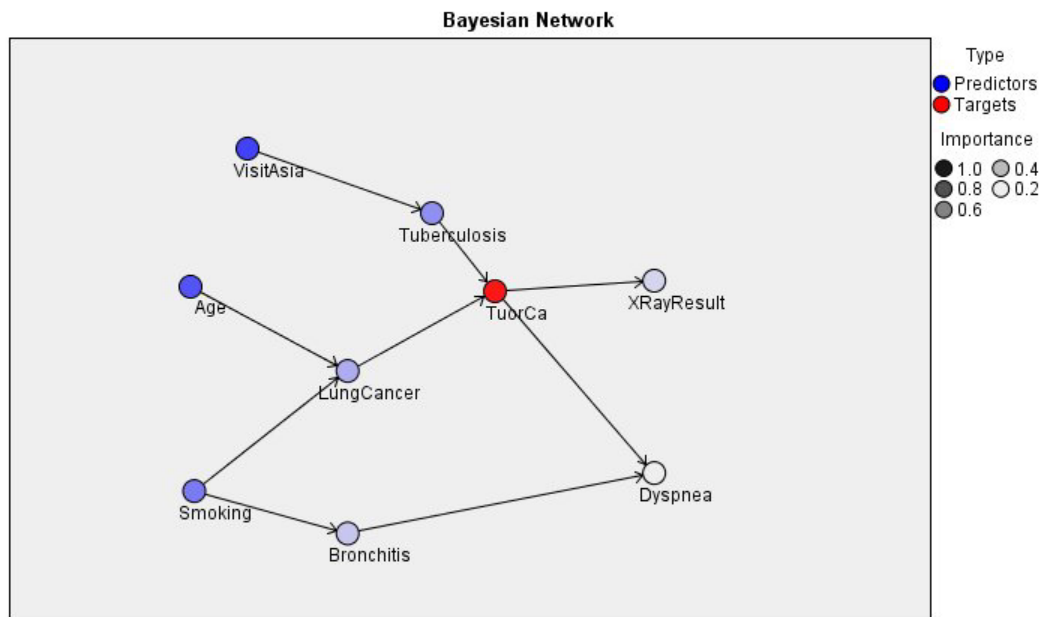 Bayesian Network
VisitAsia
Tuberculosis
Age
TuorCa
XRayResult
LungCancer
Smoking
Dyspnea
Bronchitis
Type
Predictors
Targets
Importance
1.0 0.4
0.8 0.2
0.6